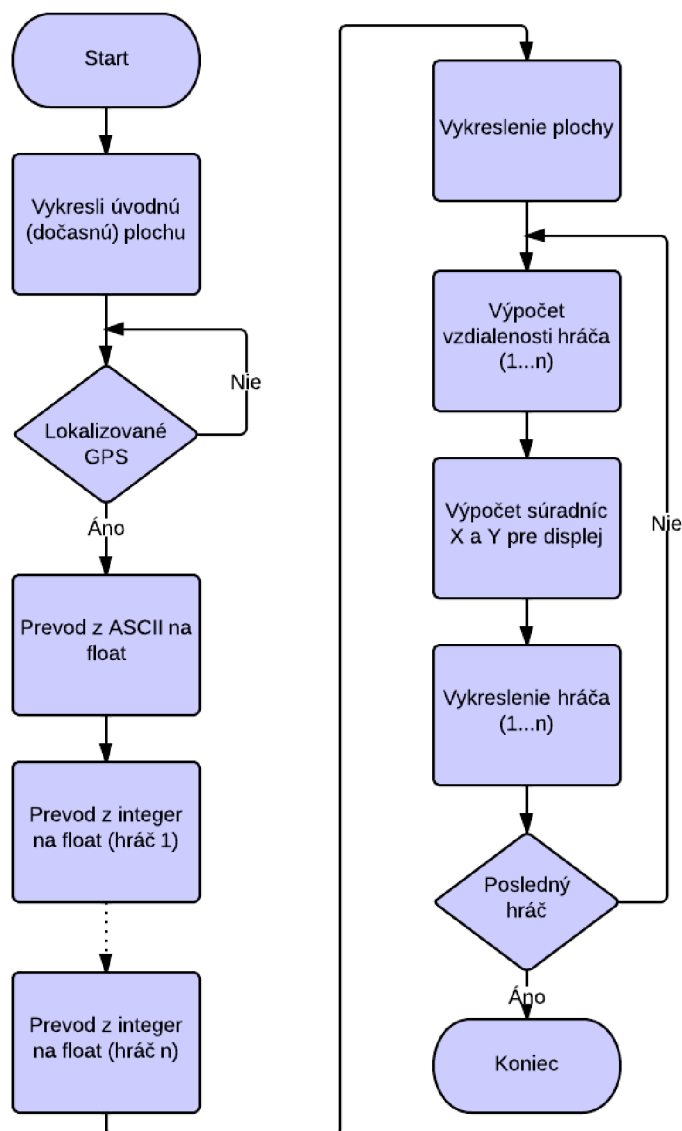 Start
Vykresli úvodnú
(dočasnú) plochu
Nie
Lokalizované
GPS
Áno
Prevod z ASCII na
float
Prevod z integer
na float (hráč 1)
Prevod z integer
na float (hráč n)
Vykreslenie plochy
Výpočet
vzdialenosti hráča
(1...n)
Výpočet súradníc
X a Y pre displej
Nie
Vykreslenie hráča
(1...n)
Posledný
hráč
Áno
Koniec